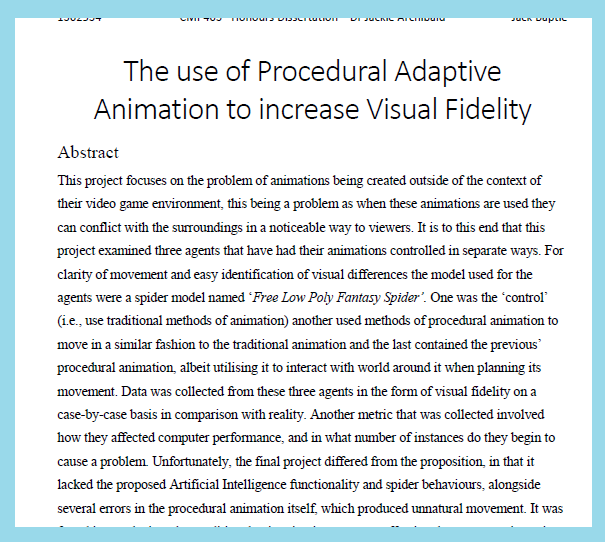 The use of Procedural Adaptive
Animation to increase Visual Fidelity
Abstract
This project focuses on the problem of animations being created outside of the context of
their video game environment, this being a problem as when these animations are used they
can conflict with the surroundings in a noticeable way to viewers. It is to this end that this
project examined three agents that have had their animations controlled in separate ways. For
clarity of movement and easy identification of visual differences the model used for the
agents were a spider model named ‘Free Low Poly Fantasy Spider’. One was the ‘control’
(i.e., use traditional methods of animation) another used methods of procedural animation to
move in a similar fashion to the traditional animation and the last contained the previous’
procedural animation, albeit utilising it to interact with world around it when planning its
movement. Data was collected from these three agents in the form of visual fidelity on a
case-by-case basis in comparison with reality. Another metric that was collected involved
how they affected computer performance, and in what number of instances do they begin to
cause a problem. Unfortunately, the final project differed from the proposition, in that it
lacked the proposed Artificial Intelligence functionality and spider behaviours, alongside
several errors in the procedural animation itself, which produced unnatural movement. It was